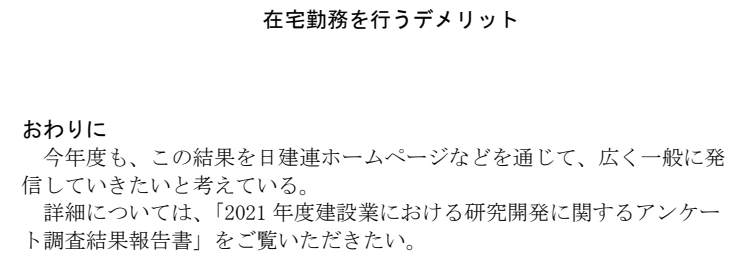 在宅勤務を行うデメリット
おわりに
　今年度も、この結果を日建連ホームページなどを通じて、広く一般に発
信していきたいと考えている。
　詳細については、「2021 年度建設業における研究開発に関するアンケー
ト調査結果報告書」をご覧いただきたい。